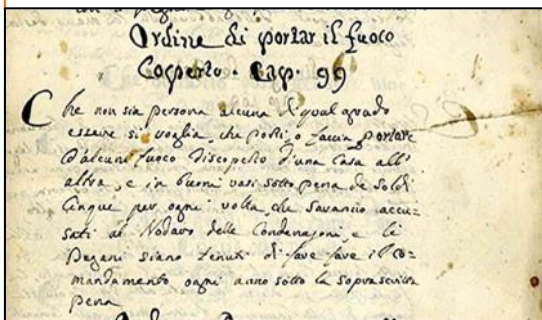 Ordine di portar il fuoco
Coperto. Cap. 99
Che non sia persona alcuna di qual grado
essere si voglia, che porti, o faccia portare
d'alcun fuoco discoperto d'una Casa all'
altra, e in buoni vasi sotto pena de soldi
Cinque per ogni volta, che saranno accu=
sati al Nodaro delle Condenagioni, e li
Degani siano tenuti di fare fare il co=
mandamento ogni anno sotto la soprascritta
pena